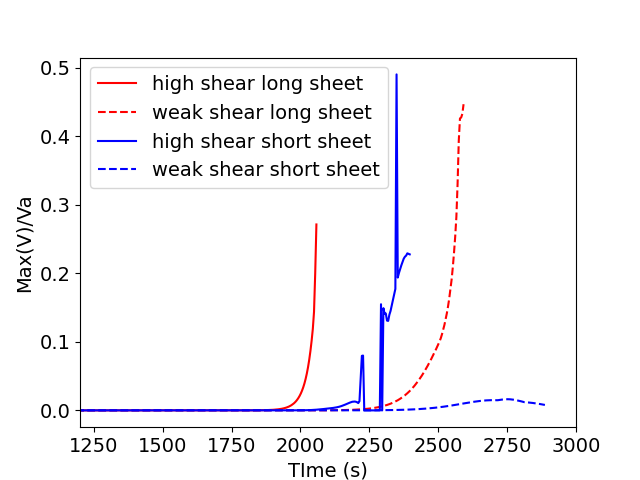 0.5
0.4
0.3
0.2
0.1
0.0
Max(V)/Va
high shear long sheet
weak shear long sheet
high shear short sheet
weak shear short sheet
1250 1500 1750 2000 2250 2500 2750 3000
TIme (s)